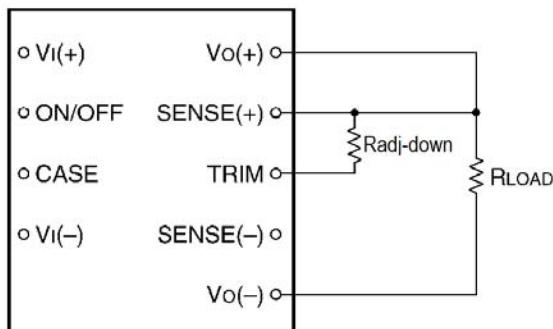 VI(+) VO(+)
ON/OFF SENSE(+)
Radj-down
CASE TRIM RLOAD
VI(–) SENSE(–)
VO(–)